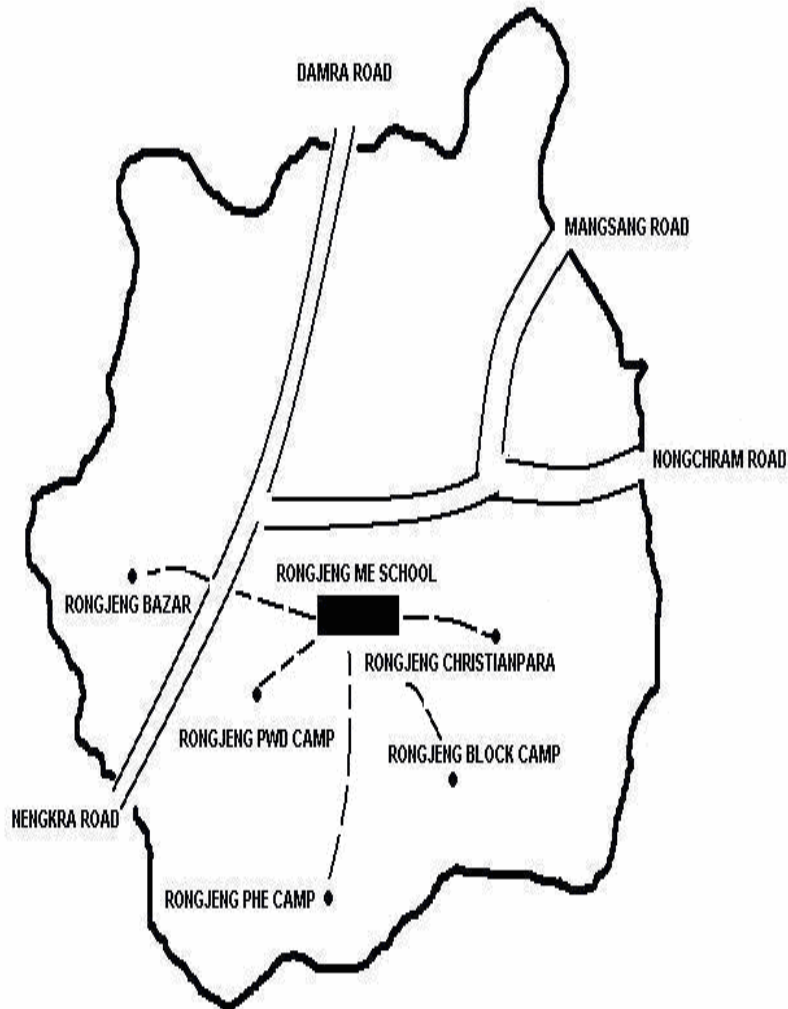 DAMRA ROAD
MANGSANG ROAD
NONGCHRAM ROAD
RONGJENG ME SCHOOL
RONGJENG BAZAR
RONGJENG CHRISTIANPARA
RONGJENG PWD CAMP
RONGJENG BLOCK CAMP
NENGKRA ROAD
RONGJENG PHE CAMP